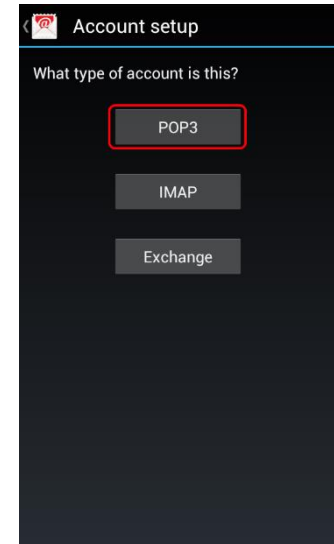 Account setup
What type of account is this?
POP3
IMAP
Exchange